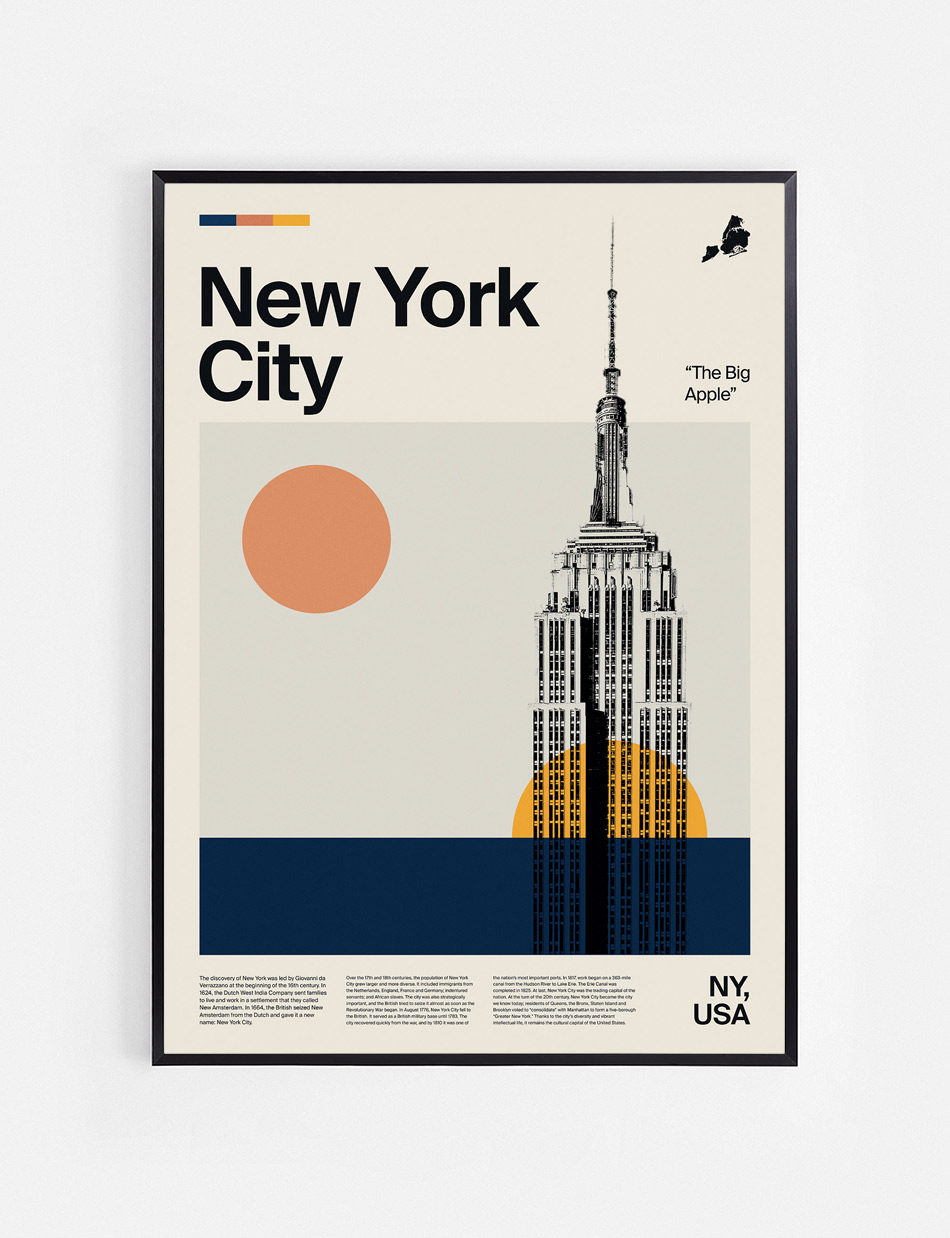 New York
City
“The Big
Apple”
The discovery of New York was led by Giovanni da
Verrazzano at the beginning of the 16th century. In
1624, the Dutch West India Company sent families
to live and work in a settlement that they called
New Amsterdam. In 1664, the British seized New
Amsterdam from the Dutch and gave it a new
name: New York City.
Over the 17th and 18th centuries, the population of New York
City grew larger and more diverse. It included immigrants from
the Netherlands, England, France and Germany; indentured
servants; and African slaves. The city was also strategically
important, and the British tried to seize it almost as soon as the
Revolutionary War began. In August 1776, New York City fell to
the British. It served as a British military base until 1783. The
city recovered quickly from the war, and by 1810 it was one of
the nation's most important ports. In 1817, work began on a 363-mile
canal from the Hudson River to Lake Erie. The Erie Canal was
completed in 1825. At last, New York City was the trading capital of the
nation. At the turn of the 20th century, New York City became the city
we know today; residents of Queens, the Bronx, Staten Island and
Brooklyn voted to “consolidate” with Manhattan to form a five-borough
“Greater New York.” Thanks to the city's diversity and vibrant
intellectual life, it remains the cultural capital of the United States.
NY,
USA